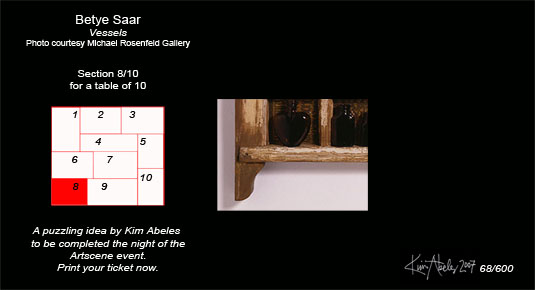 Betye Saar
Vessels
Photo courtesy Michael Rosenfeld Gallery
Section 8/10
for a table of 10
1 2 3
4 5
6 7
10
8 9
A puzzling idea by Kim Abeles
to be completed the night of the
Artscene event.
Print your ticket now.
Kim Abeles 2007 68/600